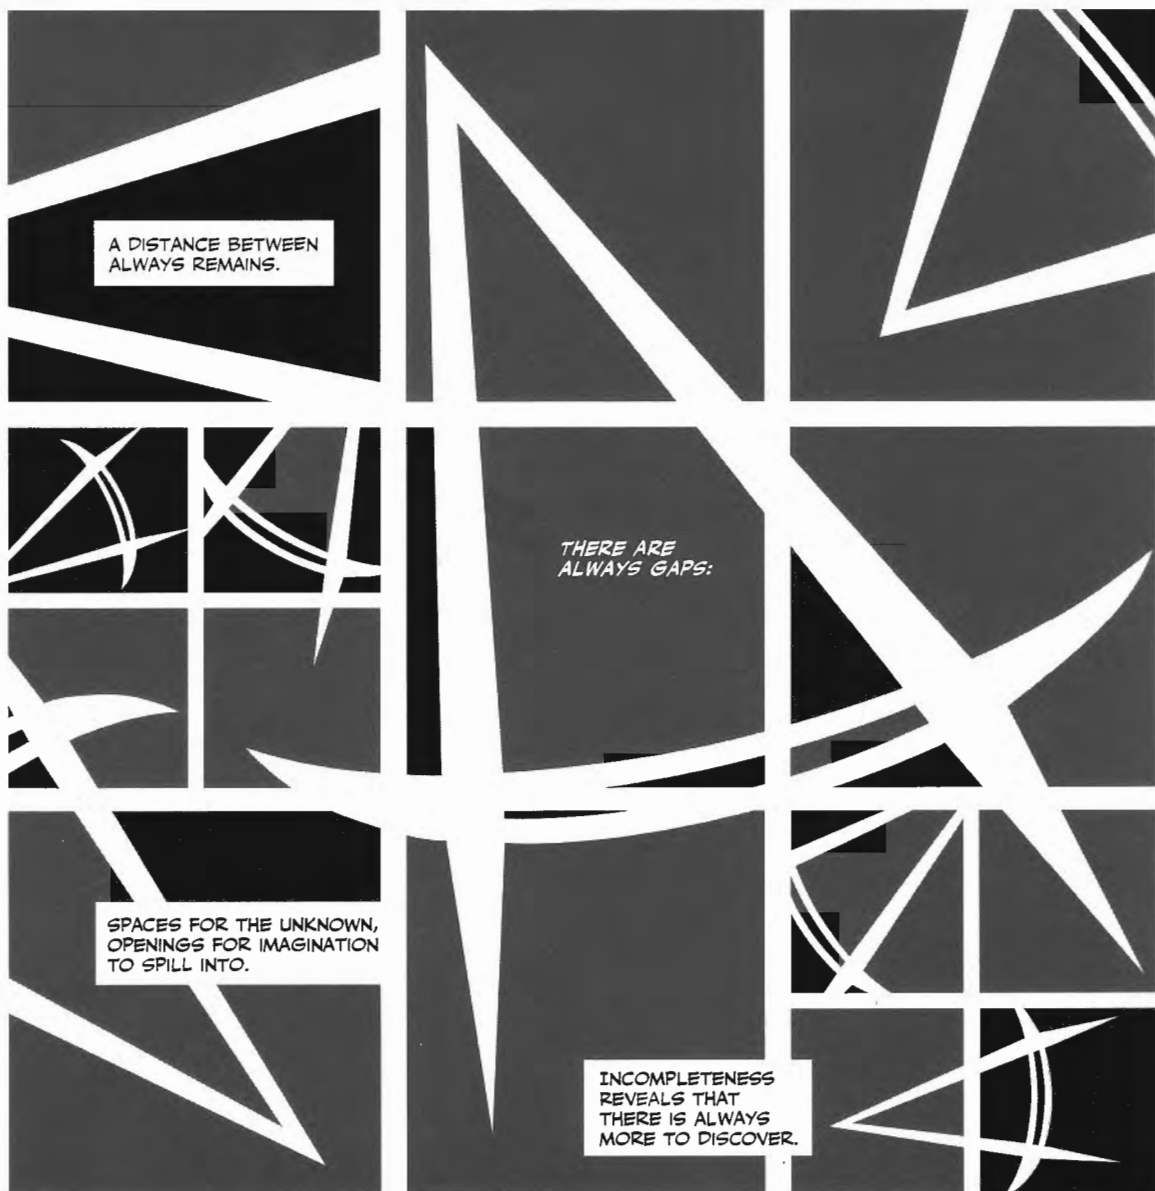 A DISTANCE BETWEEN
ALWAYS REMAINS.
THERE ARE
ALWAYS GAPS:
SPACES FOR THE UNKNOWN,
OPENINGS FOR IMAGINATION
TO SPILL INTO.
INCOMPLETENESS
REVEALS THAT
THERE IS ALWAYS
MORE TO DISCOVER.